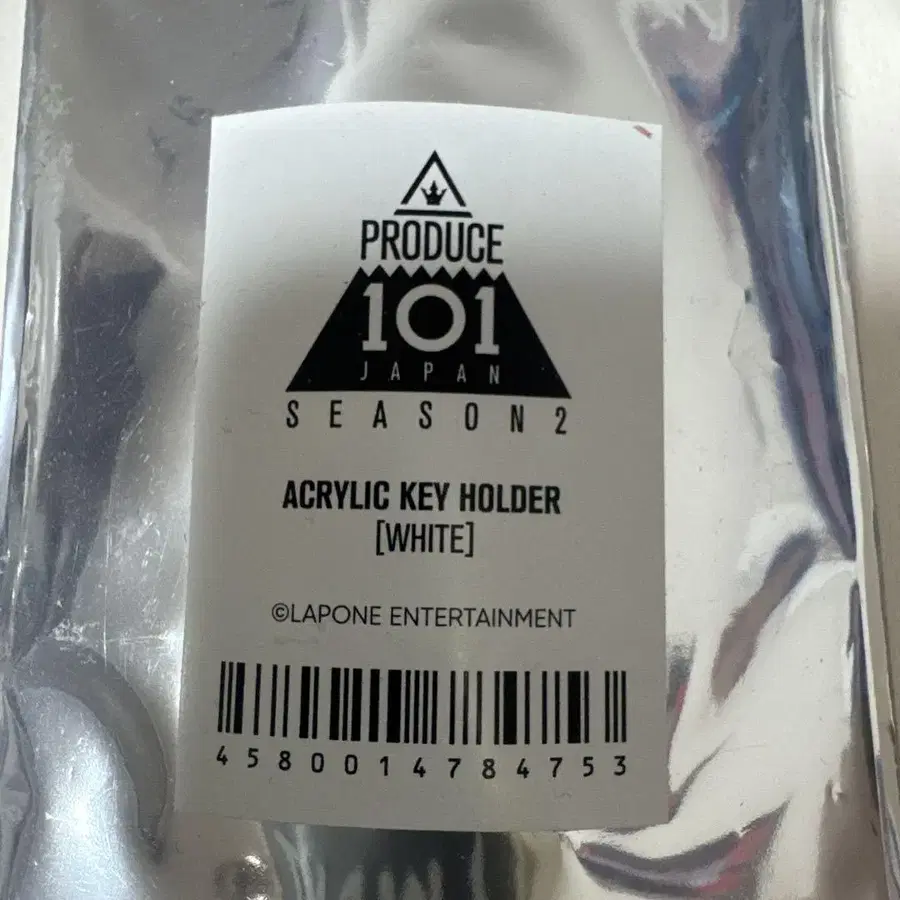 PRODUCE
101
JAPAN
SEASON2
ACRYLIC KEY HOLDER
[WHITE]
©LAPONE ENTERTAINMENT
4580014784753